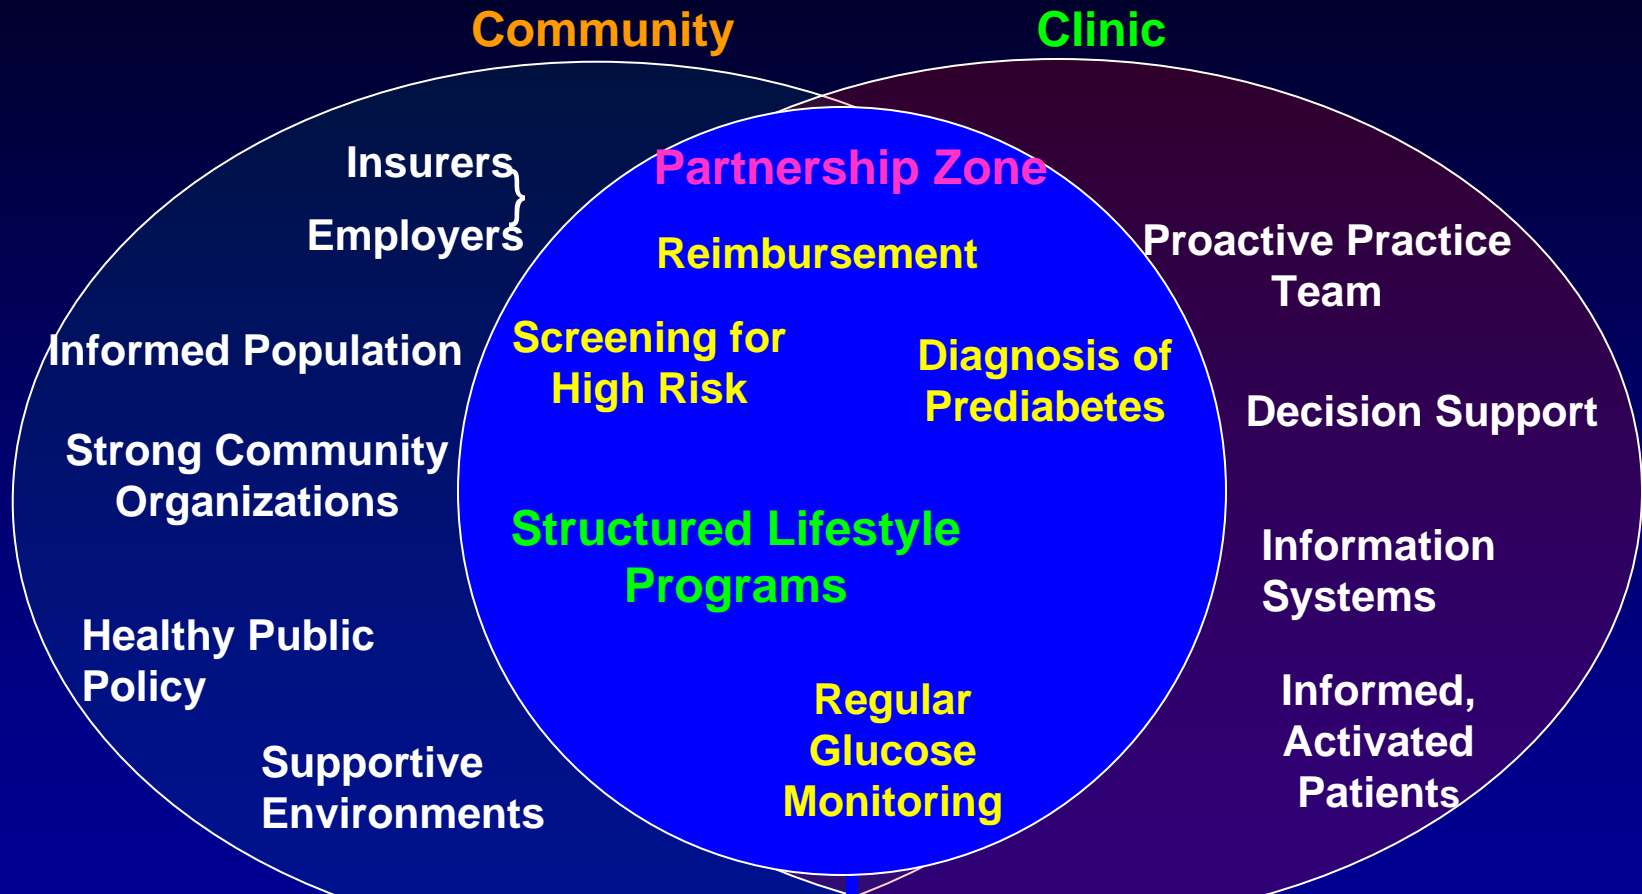 Community
Clinic
Insurers
}
Employers
Informed Population
Strong Community
Organizations
Healthy Public
Policy
Supportive
Environments
Partnership Zone
Reimbursement
Screening for
High Risk
Diagnosis of
Prediabetes
Structured Lifestyle
Programs
Regular
Glucose
Monitoring
Proactive Practice
Team
Decision Support
Information
Systems
Informed,
Activated
Patients